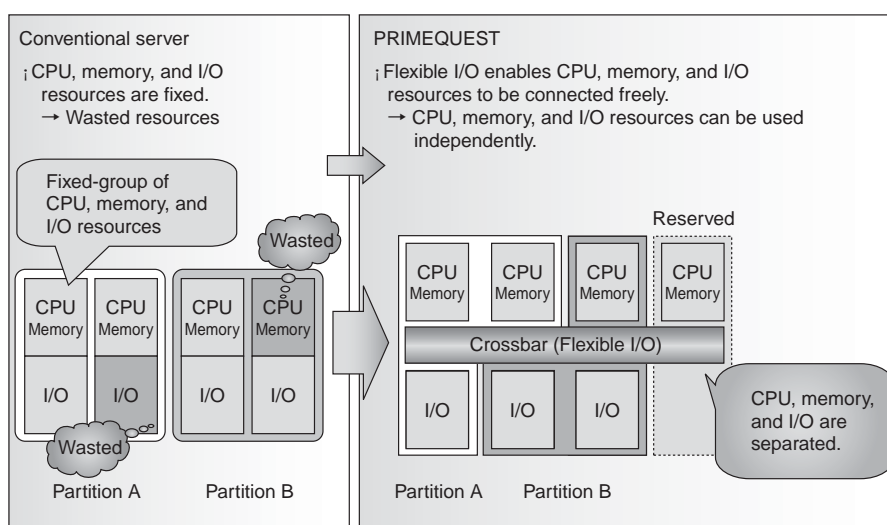 Conventional server
¡ CPU, memory, and I/O
resources are fixed.
→ Wasted resources
Fixed-group of
CPU, memory, and
I/O resources
Wasted
CPU
Memory
CPU
Memory
CPU
Memory
CPU
Memory
I/O
I/O
I/O
I/O
Wasted
Partition A
Partition B
PRIMEQUEST
¡ Flexible I/O enables CPU, memory, and I/O
resources to be connected freely.
→ CPU, memory, and I/O resources can be used
independently.
Reserved
CPU
Memory
CPU
Memory
CPU
Memory
CPU
Memory
Crossbar (Flexible I/O)
I/O
I/O
I/O
CPU, memory,
and I/O are
separated.
Partition A
Partition B